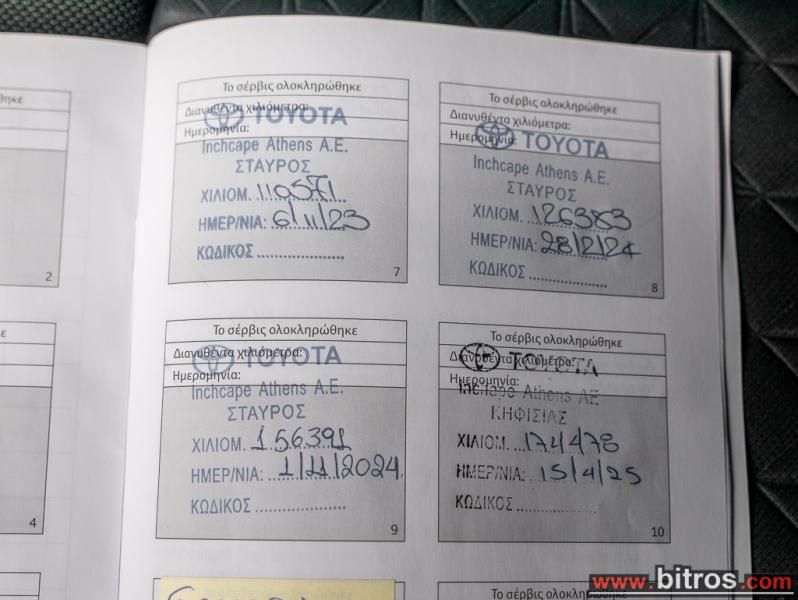 ηκε
2
ε
4
Το σέρβις ολοκληρώθηκε
Διανυθέντα χιλιόμετρα:
TOYOTA
Ημερομηνία:
Inchcape Athens A.E.
ΣΤΑΥΡΟΣ
ΧΙΛΙΟΜ. 110571
ΗΜΕΡ/ΝΙΑ: 6/11/23
ΚΩΔΙΚΟΣ ....................
7
Το σέρβις ολοκληρώθηκε
Διανυθέντα χιλιόμετρα:
Ημερομηνία:
TOYOTA
Inchcape Athens A.E.
ΣΤΑΥΡΟΣ
ΧΙΛΙΟΜ. 126383
ΗΜΕΡ/ΝΙΑ: 28/2/24
ΚΩΔΙΚΟΣ ....................
8
Το σέρβις ολοκληρώθηκε
Διανυθέντα χιλιόμετρα:
TOYOTA
Ημερομηνία:
Inchcape Athens A.E.
ΣΤΑΥΡΟΣ
ΧΙΛΙΟΜ. 156391
ΗΜΕΡ/ΝΙΑ: 1/11/2024
ΚΩΔΙΚΟΣ ....................
9
Το σέρβις ολοκληρώθηκε
Διανυθέντα χιλιόμετρα:
TOYOTA
Ημερομηνία:
Inchcape Athens AE
ΚΗΦΙΣΙΑΣ
ΧΙΛΙΟΜ. 174478
ΗΜΕΡ/ΝΙΑ: 15/4/25
ΚΩΔΙΚΟΣ ....................
10
Το σέρβις ολοκληρώθηκε
www.bitros.com